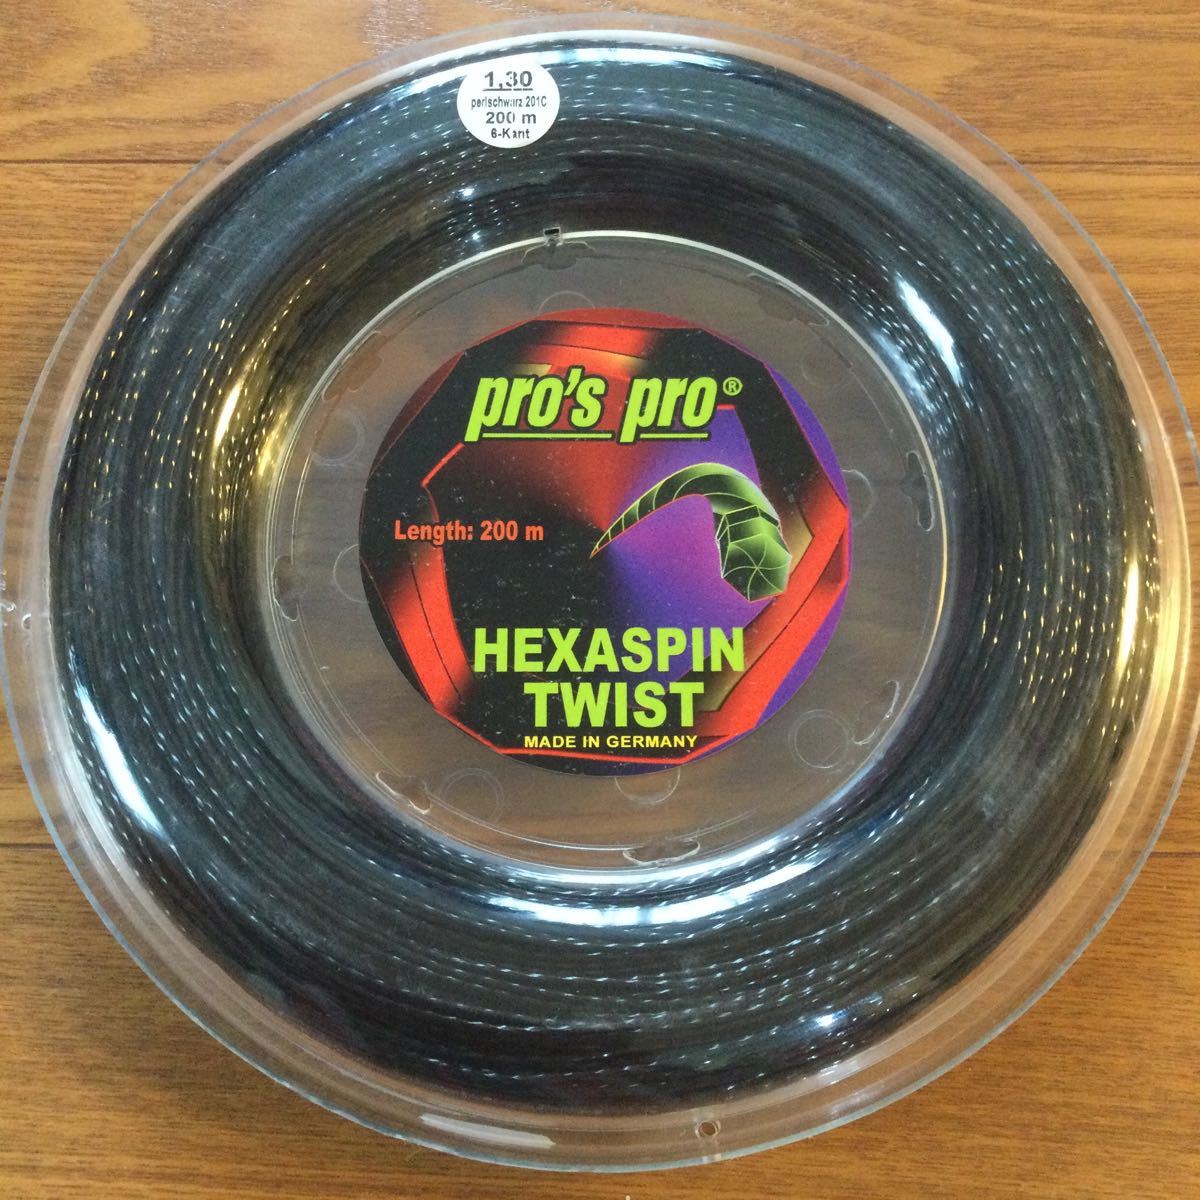 1,30
perlschwarz 201C
200 m
6-Kant
pro's pro®
Length: 200 m
HEXASPIN
TWIST
MADE IN GERMANY